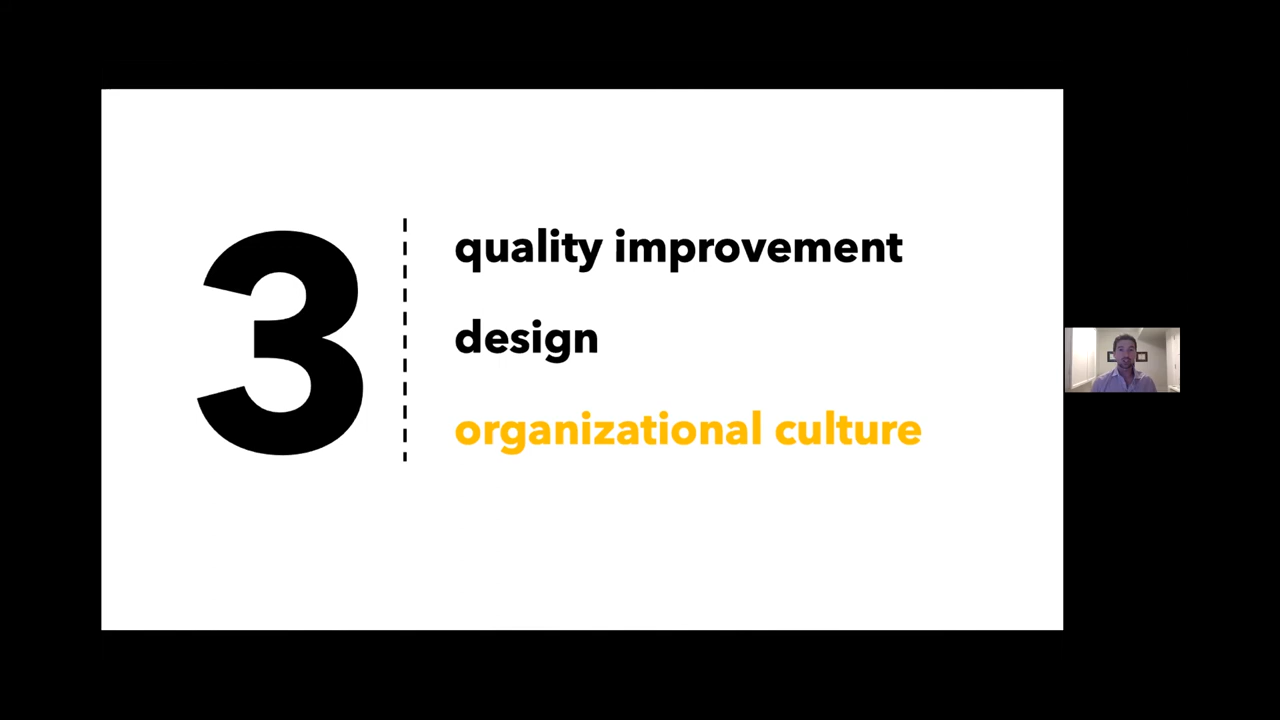 3
quality improvement
design
organizational culture